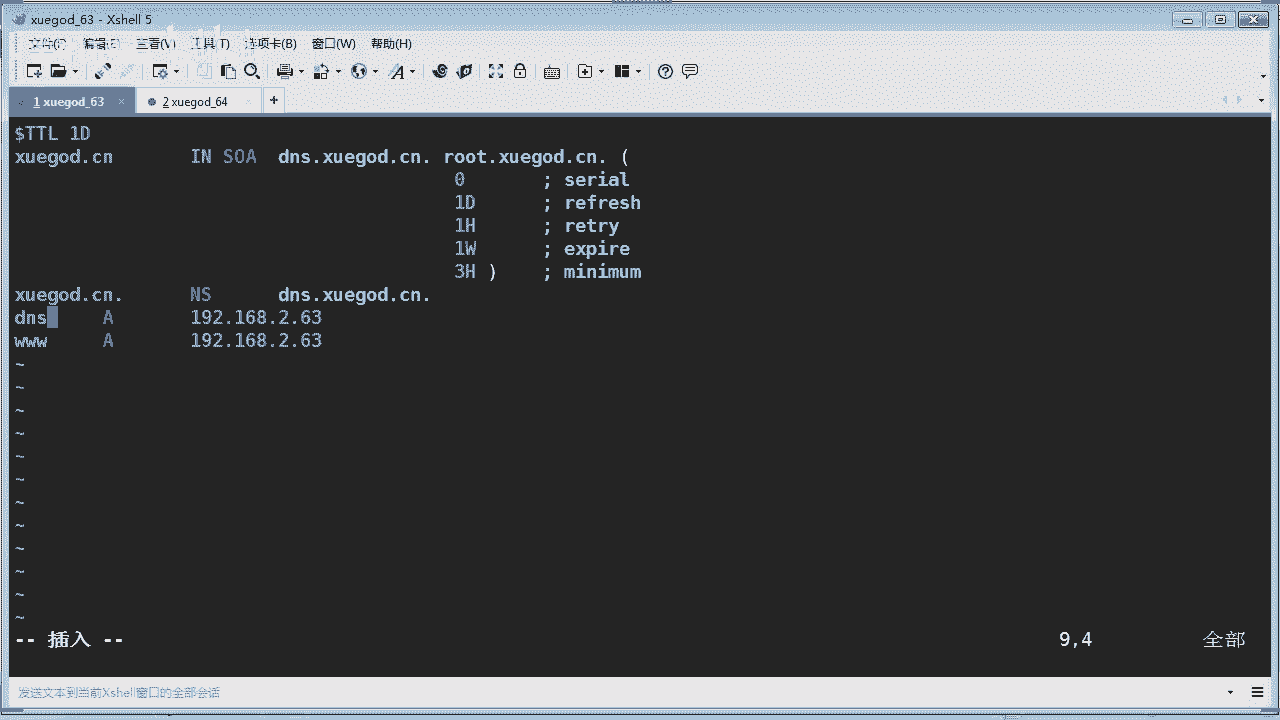 xuegod_63 - Xshell 5
文件(F) 编辑(E) 查看(V) 工具(T) 选项卡(B) 窗口(W) 帮助(H)
1 xuegod_63 × 2 xuegod_64 +
$TTL 1D
xuegod.cn IN SOA dns.xuegod.cn. root.xuegod.cn. (
0 ; serial
1D ; refresh
1H ; retry
1W ; expire
3H ) ; minimum
xuegod.cn. NS dns.xuegod.cn.
dns A 192.168.2.63
www A 192.168.2.63
~
~
~
~
~
~
~
~
~
~
~
~
-- 插入 -- 9,4 全部
发送文本到当前Xshell窗口的全部会话